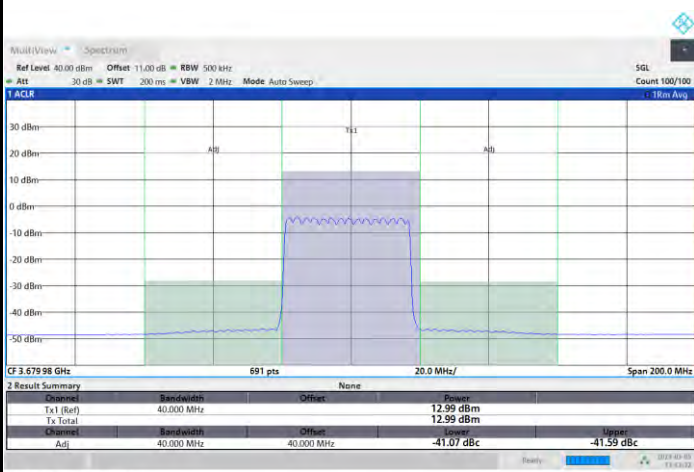 MultiView Spectrum
Ref Level 40.00 dBm Offset 11.00 dB RBW 500 kHz SGL
Att 30 dB SWT 200 ms VBW 2 MHz Mode Auto Sweep Count 100/100
1 ACLR 1Rm Avg
Tx1
Adj Adj
30 dBm
20 dBm
10 dBm
0 dBm
-10 dBm
-20 dBm
-30 dBm
-40 dBm
-50 dBm
CF 3.679 98 GHz 691 pts 20.0 MHz/ Span 200.0 MHz
2 Result Summary None
Channel Bandwidth Offset Power
Tx1 (Ref) 40.000 MHz 12.99 dBm
Tx Total 12.99 dBm
Channel Bandwidth Offset Lower Upper
Adj 40.000 MHz 40.000 MHz -41.07 dBc -41.59 dBc
Ready